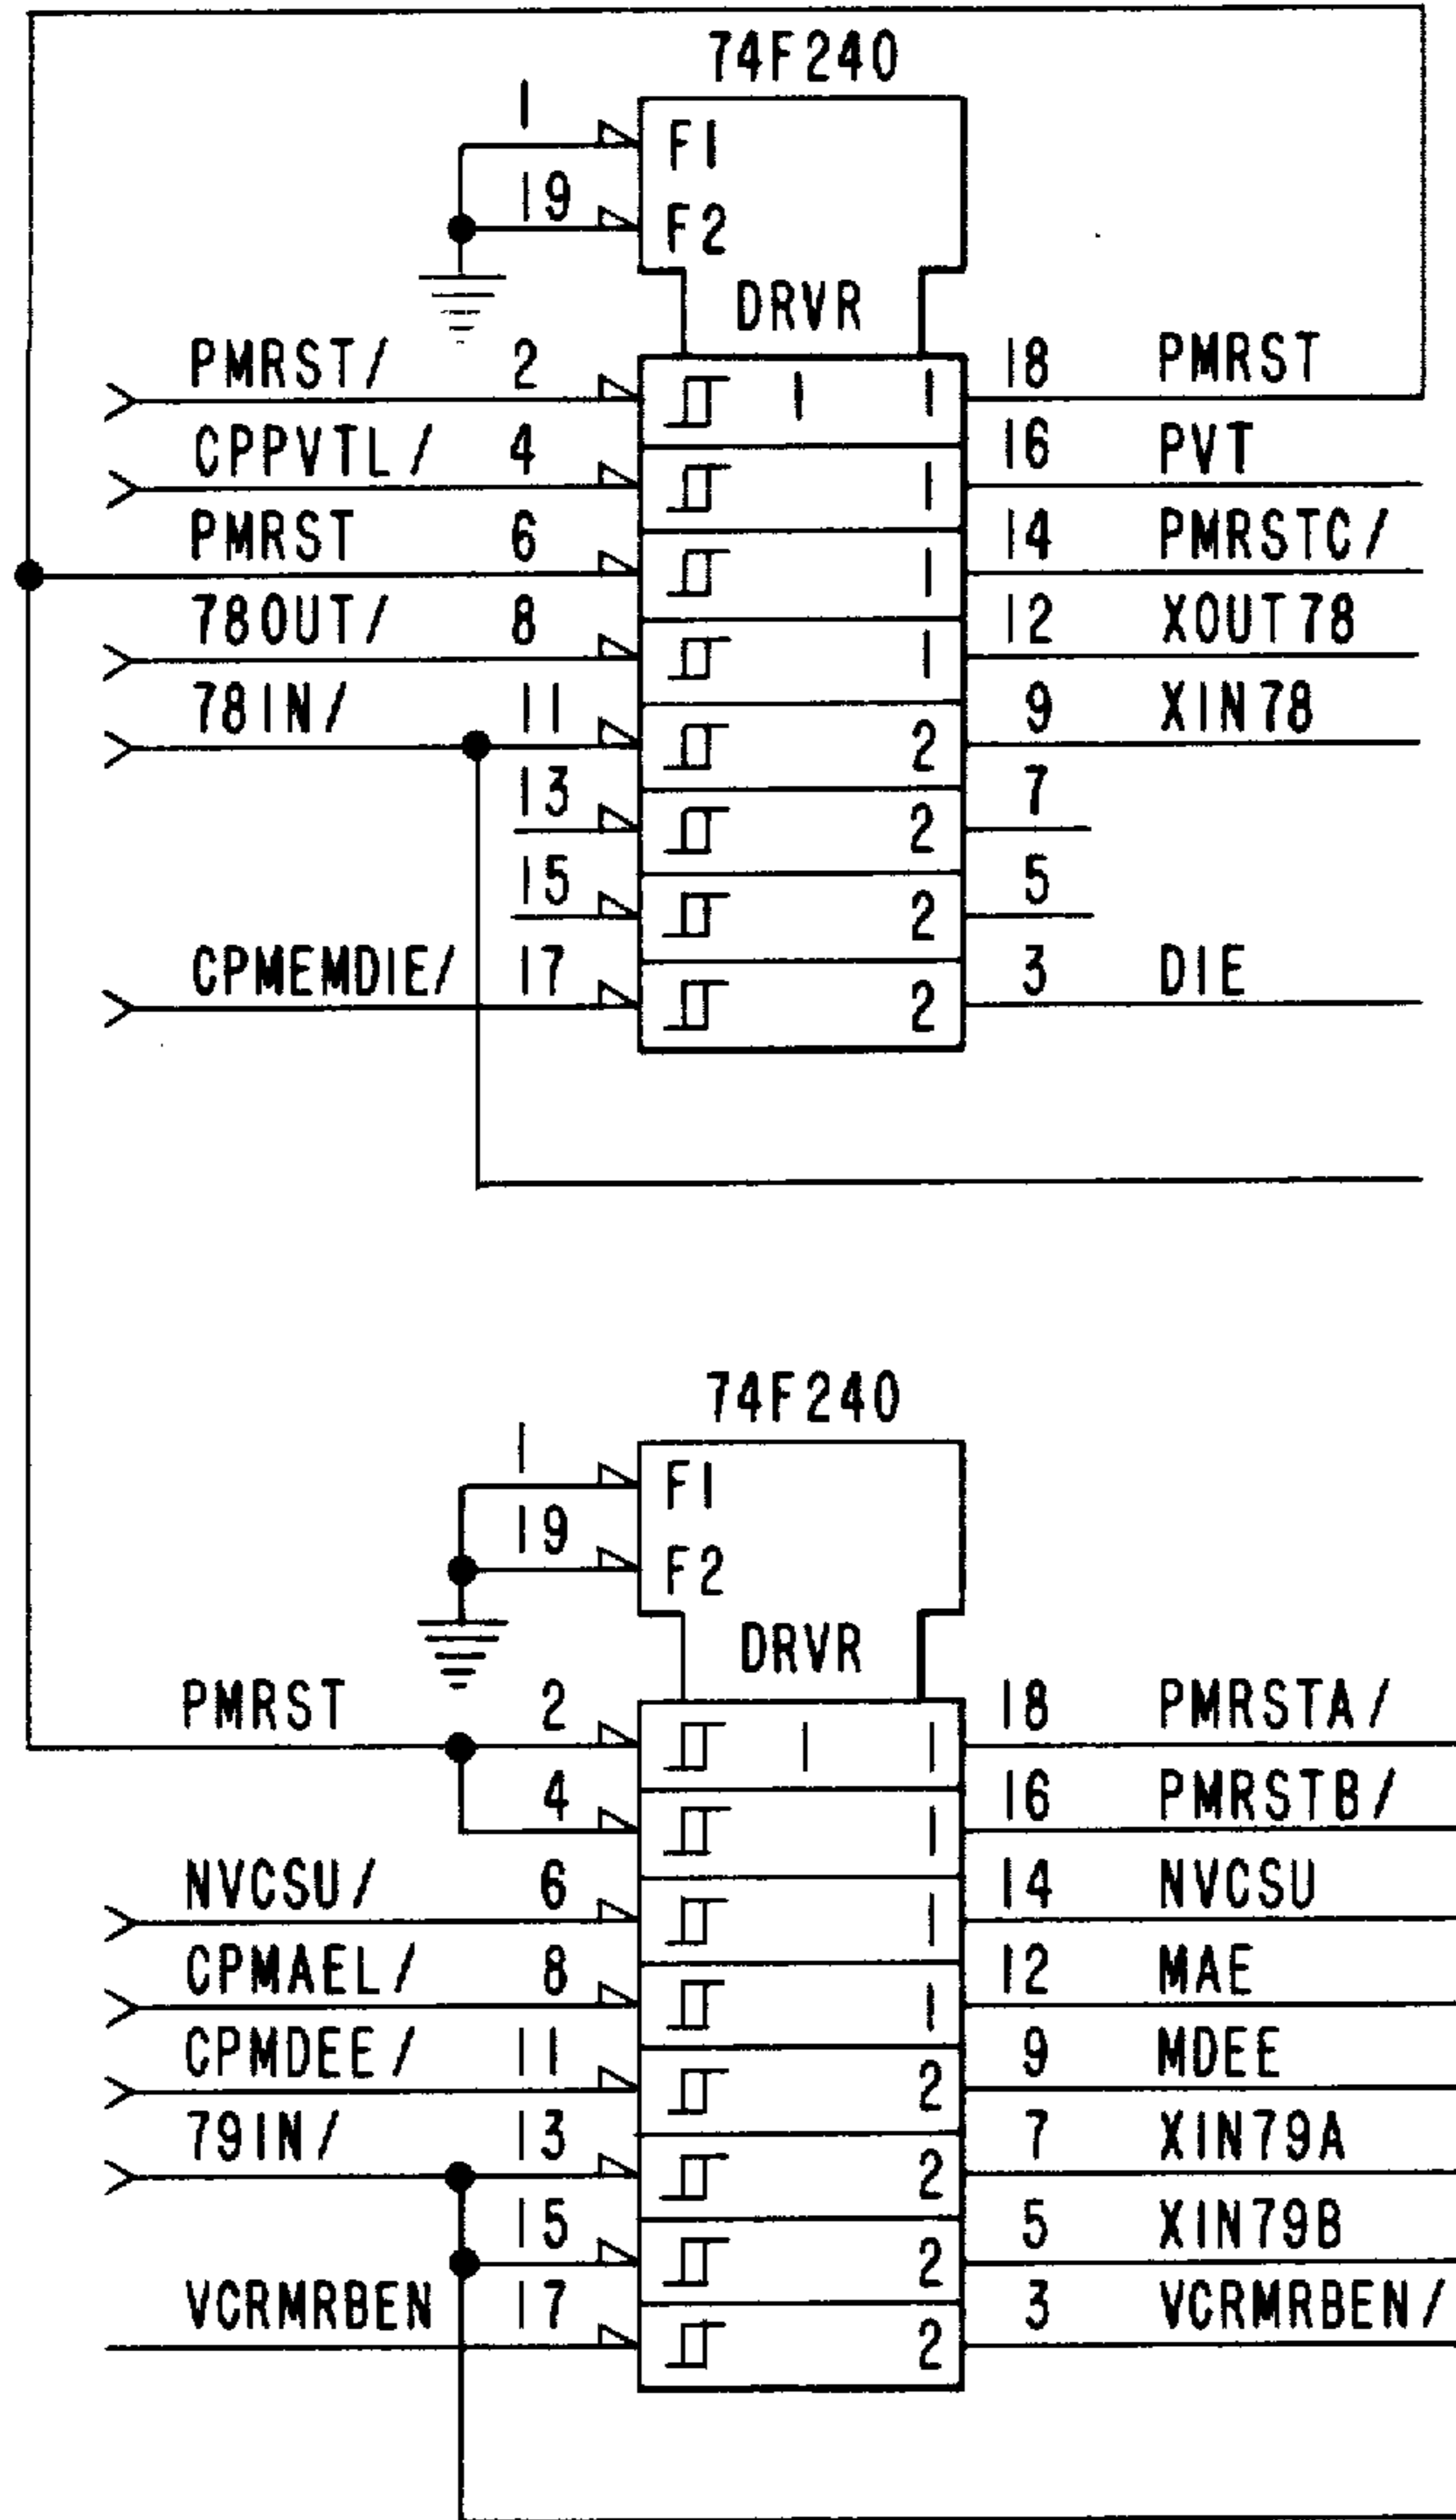 74F240
1 F1
19 F2
DRVR
PMRST/ 2 1 1 18 PMRST
CPPVTL/ 4 1 16 PVT
PMRST 6 1 14 PMRSTC/
78OUT/ 8 1 12 XOUT78
78IN/ 11 2 9 XIN78
13 2 7
15 2 5
CPMEMDIE/ 17 2 3 DIE
74F240
1 F1
19 F2
DRVR
PMRST 2 1 1 18 PMRSTA/
4 1 16 PMRSTB/
NVCSU/ 6 1 14 NVCSU
CPMAEL/ 8 1 12 MAE
CPMDEE/ 11 2 9 MDEE
79IN/ 13 2 7 XIN79A
15 2 5 XIN79B
VCRMRBEN 17 2 3 VCRMRBEN/